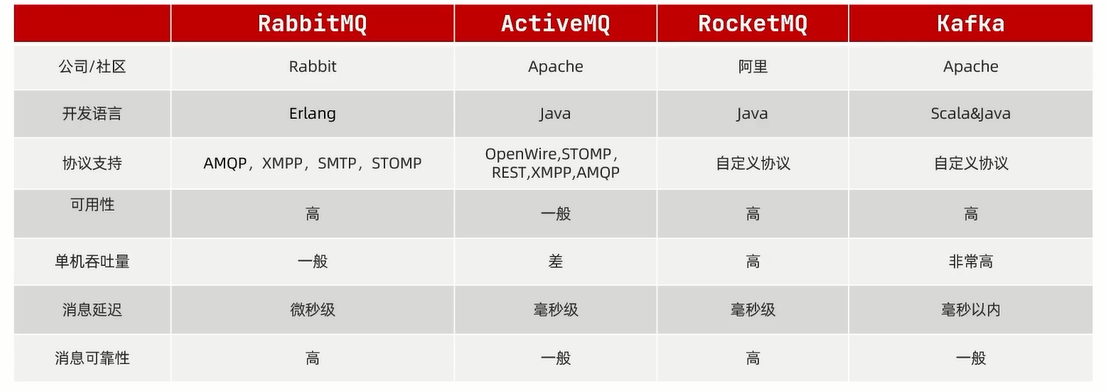 RabbitMQ ActiveMQ RocketMQ Kafka
公司/社区 Rabbit Apache 阿里 Apache
开发语言 Erlang Java Java Scala&Java
协议支持 AMQP，XMPP，SMTP，STOMP OpenWire,STOMP，
REST,XMPP,AMQP 自定义协议 自定义协议
可用性 高 一般 高 高
单机吞吐量 一般 差 高 非常高
消息延迟 微秒级 毫秒级 毫秒级 毫秒以内
消息可靠性 高 一般 高 一般